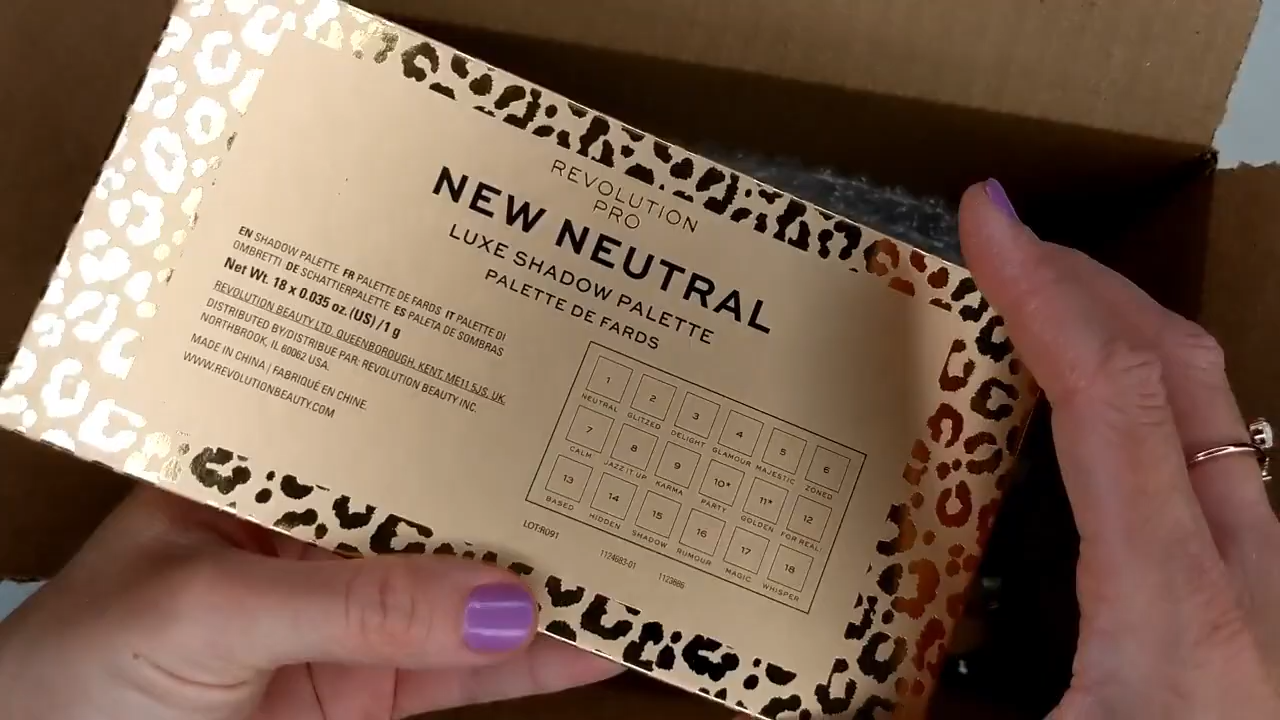 REVOLUTION
PRO
NEW NEUTRAL
LUXE SHADOW PALETTE
PALETTE DE FARDS
EN SHADOW PALETTE FR PALETTE DE FARDS IT PALETTE DI
OMBRETTI DE SCHATTIERPALETTE ES PALETA DE SOMBRAS
Net Wt. 18 x 0.035 oz. (US) / 1 g
REVOLUTION BEAUTY LTD, QUEENBOROUGH, KENT, ME11 5JS, UK.
DISTRIBUTED BY/DISTRIBUE PAR: REVOLUTION BEAUTY INC.
NORTHBROOK, IL 60062 USA.
MADE IN CHINA | FABRIQUÉ EN CHINE.
WWW.REVOLUTIONBEAUTY.COM
1 2 3 4 5 6
NEUTRAL GLITZED DELIGHT GLAMOUR MAJESTIC ZONED
7 8 9 10* 11* 12
CALM JAZZ IT UP KARMA PARTY GOLDEN FOR REAL!
13 14 15 16 17 18
BASED HIDDEN SHADOW RUMOUR MAGIC WHISPER
LOT:R091 1124683-01 1123686